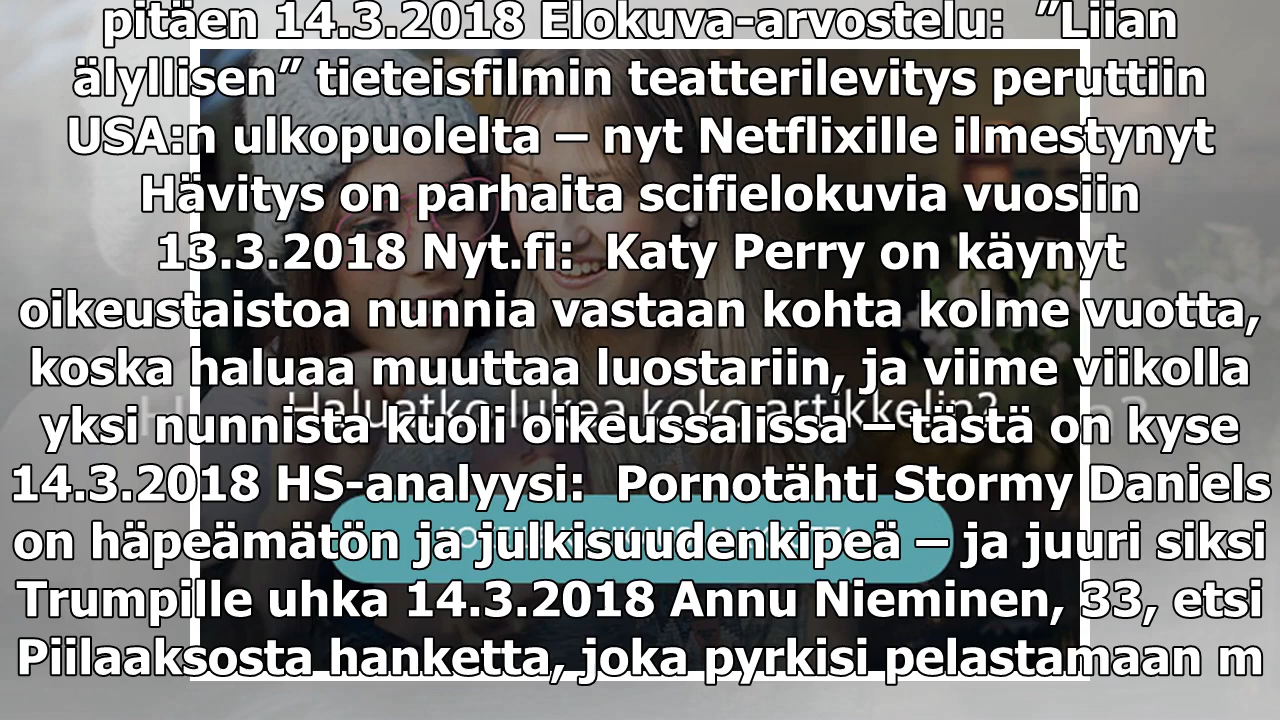 pitäen 14.3.2018 Elokuva-arvostelu: ”Liian
älyllisen” tieteisfilmin teatterilevitys peruttiin
USA:n ulkopuolelta – nyt Netflixille ilmestynyt
Hävitys on parhaita scifielokuvia vuosiin
13.3.2018 Nyt.fi: Katy Perry on käynyt
oikeustaistoa nunnia vastaan kohta kolme vuotta,
koska haluaa muuttaa luostariin, ja viime viikolla
Haluatko lukea koko artikkelin?
yksi nunnista kuoli oikeussalissa – tästä on kyse
14.3.2018 HS-analyysi: Pornotähti Stormy Daniels
on häpeämätön ja julkisuudenkipeä – ja juuri siksi
Trumpille uhka 14.3.2018 Annu Nieminen, 33, etsi
Piilaaksosta hanketta, joka pyrkisi pelastamaan m